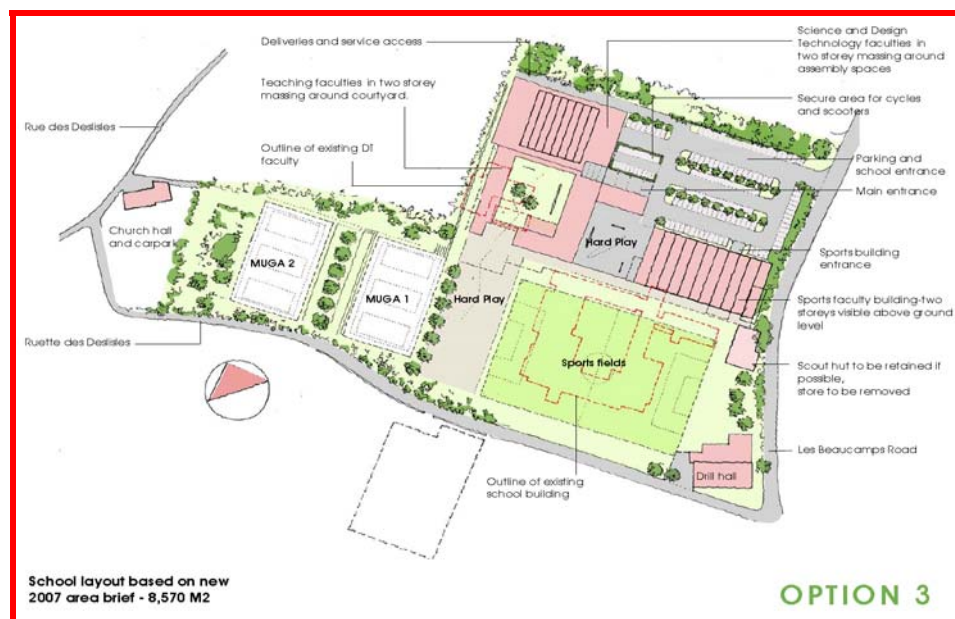 Deliveries and service access
Teaching faculties in two storey
massing around courtyard.
Outline of existing DT
faculty
Science and Design
Technology faculties in
two storey massing around
assembly spaces
Secure area for cycles
and scooters
Parking and
school entrance
Main entrance
Sports building
entrance
Sports faculty building-two
storeys visible above ground
level
Scout hut to be retained if
possible,
store to be removed
Les Beaucamps Road
Rue des Deslisles
Church hall
and carpark
Ruette des Deslisles
MUGA 2
MUGA 1
Hard Play
Hard Play
Sports fields
Drill hall
Outline of existing
school building
School layout based on new
2007 area brief - 8,570 M2
OPTION 3